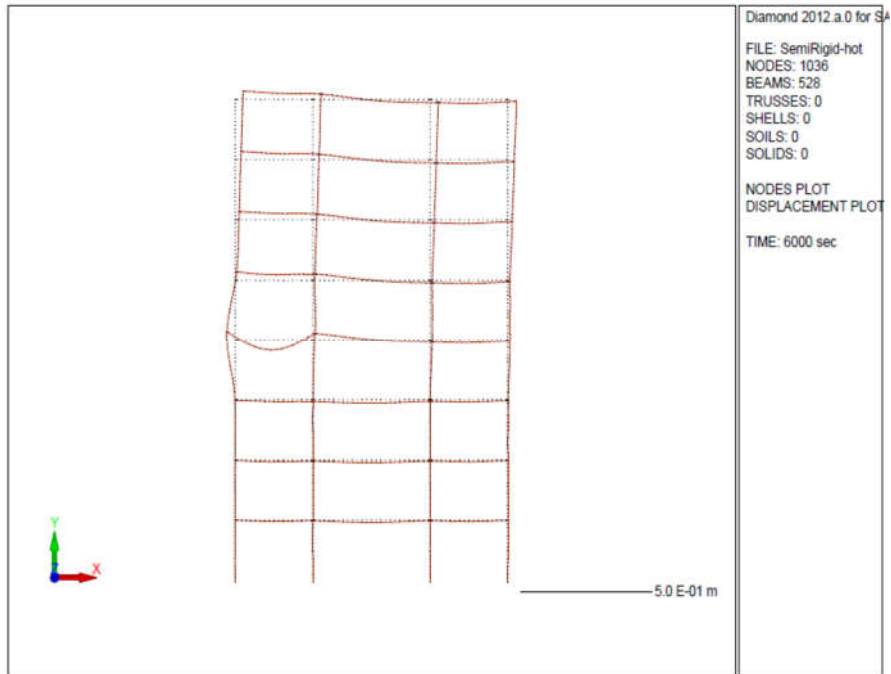 Diamond 2012.a.0 for SA
FILE: SemiRigid-hot
NODES: 1036
BEAMS: 528
TRUSSES: 0
SHELLS: 0
SOILS: 0
SOLIDS: 0
NODES PLOT
DISPLACEMENT PLOT
TIME: 6000 sec
Y
Z
X
5.0 E-01 m